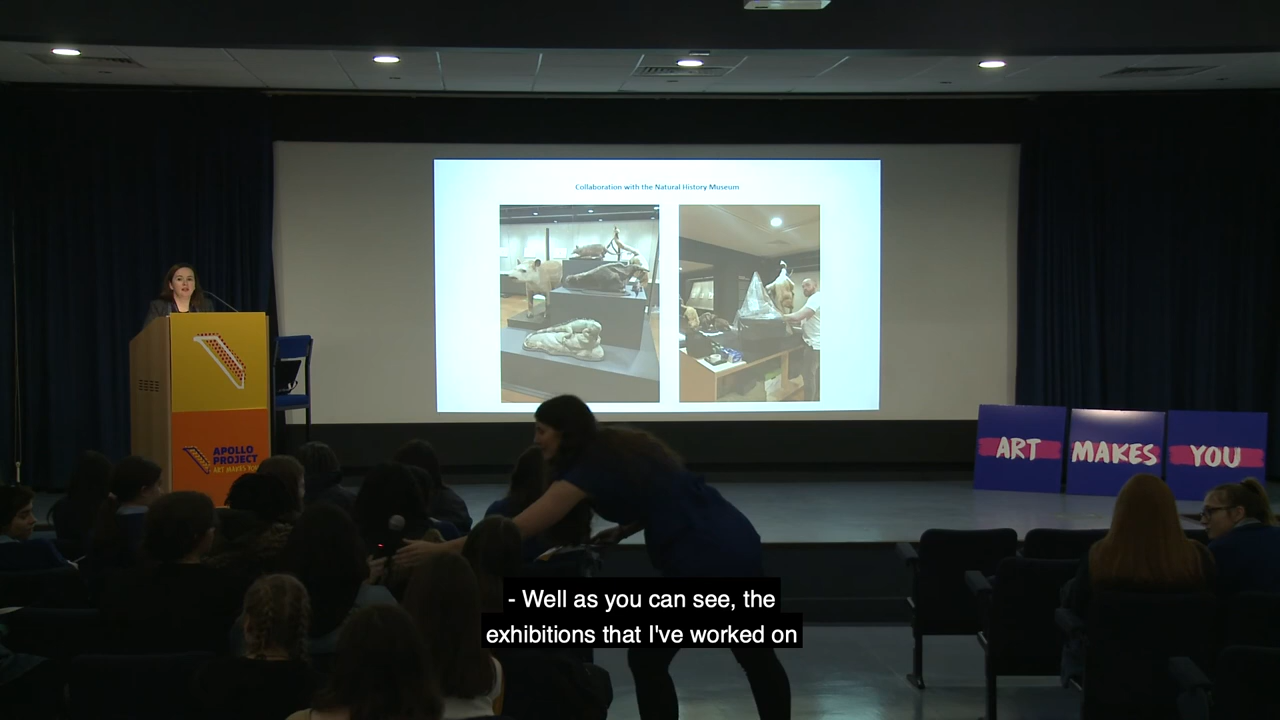 Collaboration with the Natural History Museum
APOLLO
PROJECT
ART MAKES YOU
ART
MAKES
YOU
- Well as you can see, the
exhibitions that I've worked on